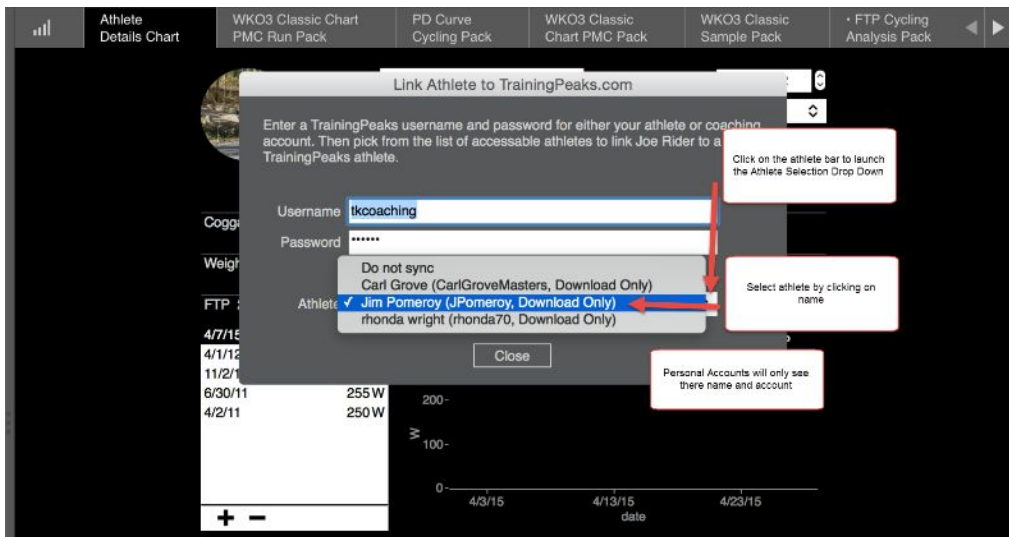 Athlete
Details Chart
WKO3 Classic Chart
PMC Run Pack
PD Curve
Cycling Pack
WKO3 Classic
Chart PMC Pack
WKO3 Classic
Sample Pack
• FTP Cycling
Analysis Pack
Link Athlete to TrainingPeaks.com
Enter a TrainingPeaks username and password for either your athlete or coaching
account. Then pick from the list of accessable athletes to link Joe Rider to a
TrainingPeaks athlete.
Click on the athlete bar to launch
the Athlete Selection Drop Down
Username tkcoaching
Password ••••••
Do not sync
Carl Grove (CarlGroveMasters, Download Only)
Athlete ✓ Jim Pomeroy (JPomeroy, Download Only)
rhonda wright (rhonda70, Download Only)
Select athlete by clicking on
name
Close
Personal Accounts will only see
there name and account
Cogga
Weigh
FTP
4/7/15
4/1/12
11/2/1
6/30/11 255 W
4/2/11 250 W
200-
W
100-
0-
4/3/15 4/13/15 4/23/15
date
+ −